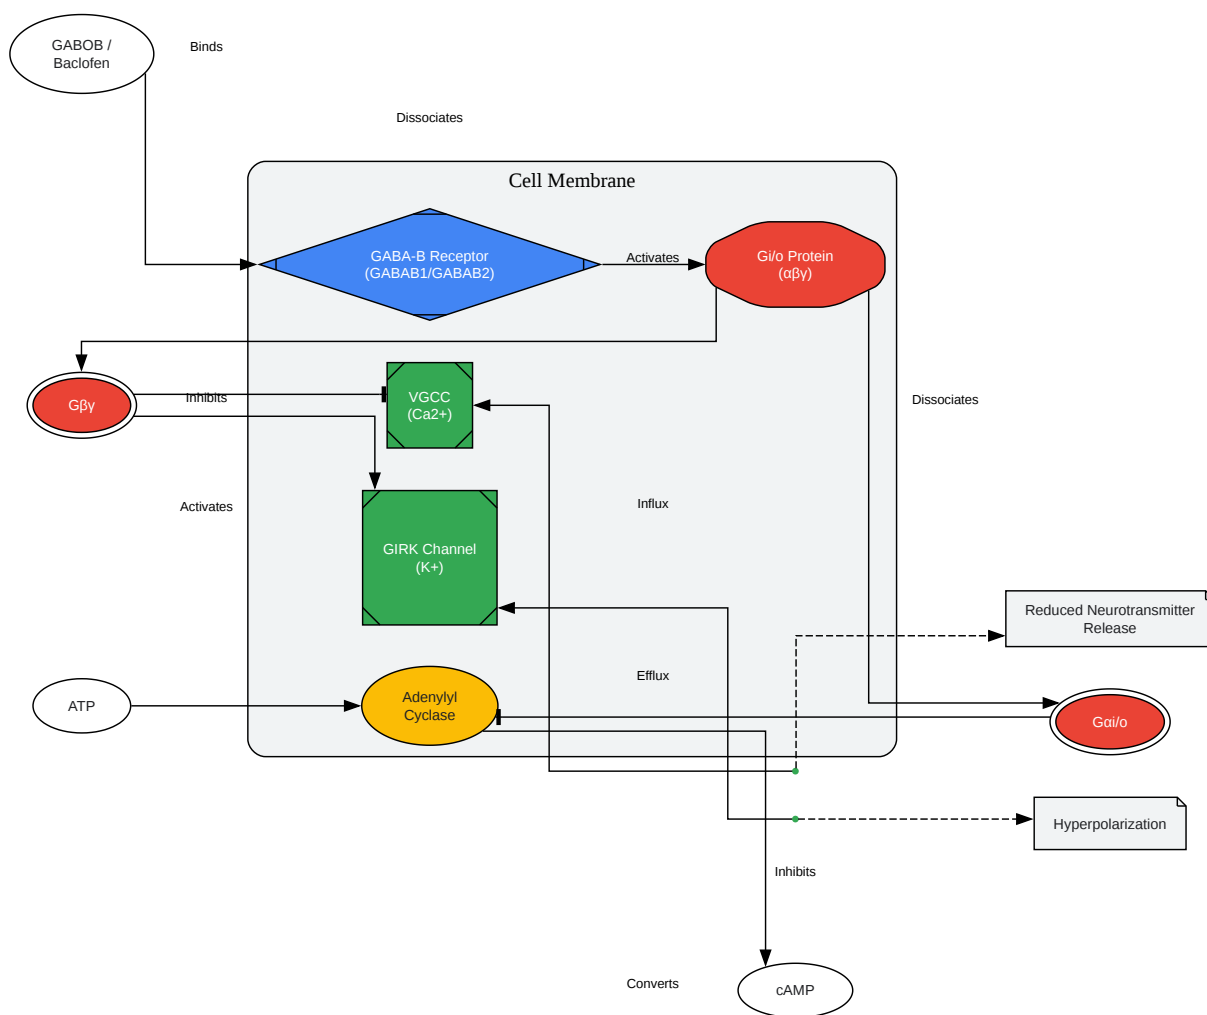 GABOB /
Baclofen
Binds
Dissociates
Cell Membrane
GABA-B Receptor
(GABAB1/GABAB2)
Activates
Gi/o Protein
(αβγ)
Gβγ
Inhibits
VGCC
(Ca2+)
Dissociates
Activates
Influx
GIRK Channel
(K+)
Reduced Neurotransmitter
Release
Efflux
ATP
Adenylyl
Cyclase
Gαi/o
Hyperpolarization
Inhibits
Converts
cAMP